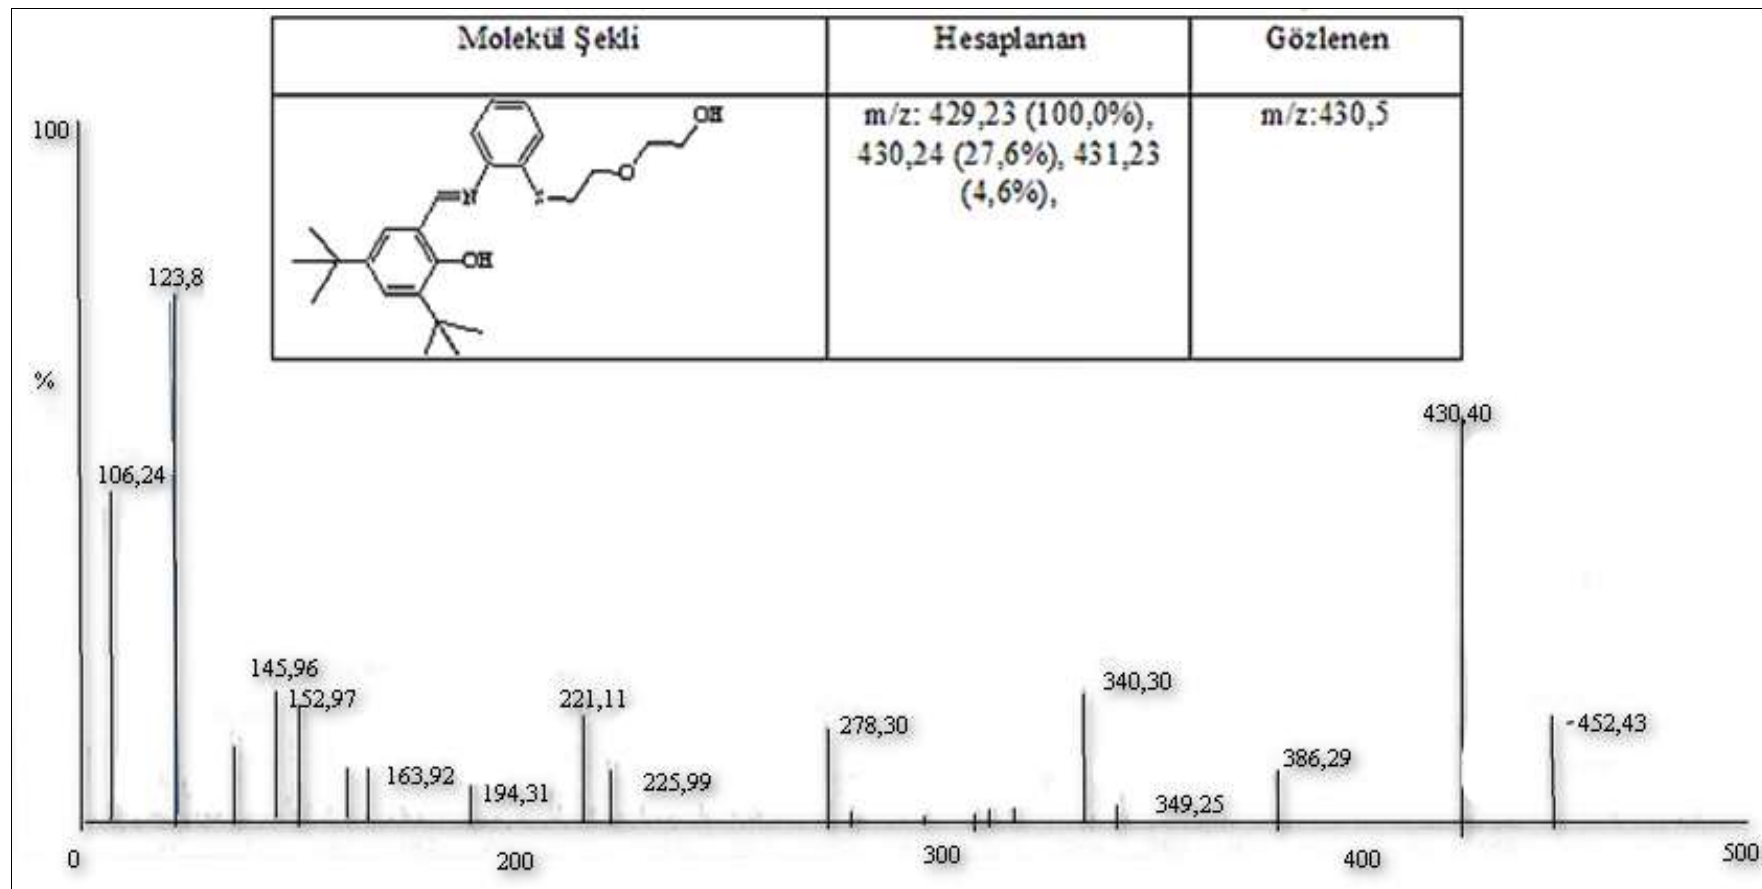 Molekül Şekli
Hesaplanan
Gözlenen
OH
O
N
s
OH
m/z: 429,23 (100,0%),
430,24 (27,6%), 431,23
(4,6%),
m/z:430,5
100
%
123,8
106,24
145,96
152,97
163,92
194,31
221,11
225,99
278,30
340,30
349,25
386,29
430,40
452,43
0
200
300
400
500